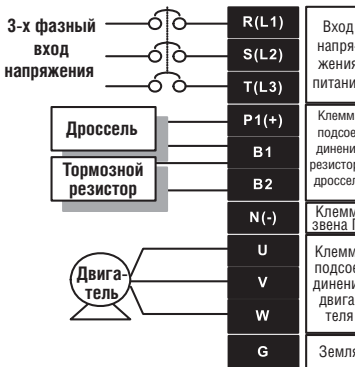 3-х фазный
вход
напряжения
Дроссель
Тормозной
резистор
Двига-
тель
R(L1)
S(L2)
T(L3)
P1(+)
B1
B2
N(-)
U
V
W
G
Вход
напря
жения
питани
Клемм
подсое
динени
резистор
дроссел
Клемм
звена
Клемм
подсое
динени
двига
теля
Земля